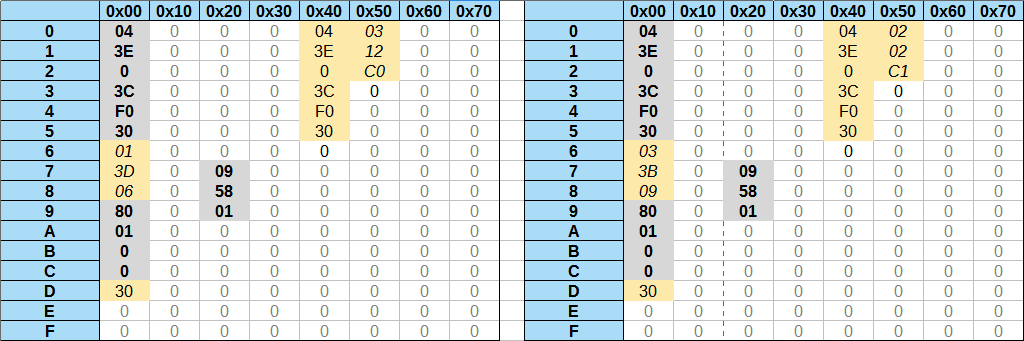 0x00 0x10 0x20 0x30 0x40 0x50 0x60 0x70 0x00 0x10 0x20 0x30 0x40 0x50 0x60 0x70
0 04 0 0 0 04 03 0 0 0 04 0 0 0 04 02 0 0
1 3E 0 0 0 3E 12 0 0 1 3E 0 0 0 3E 02 0 0
2 0 0 0 0 0 C0 0 0 2 0 0 0 0 0 C1 0 0
3 3C 0 0 0 3C 0 0 0 3 3C 0 0 0 3C 0 0 0
4 F0 0 0 0 F0 0 0 0 4 F0 0 0 0 F0 0 0 0
5 30 0 0 0 30 0 0 0 5 30 0 0 0 30 0 0 0
6 01 0 0 0 0 0 0 0 6 03 0 0 0 0 0 0 0
7 3D 0 09 0 0 0 0 0 7 3B 0 09 0 0 0 0 0
8 06 0 58 0 0 0 0 0 8 09 0 58 0 0 0 0 0
9 80 0 01 0 0 0 0 0 9 80 0 01 0 0 0 0 0
A 01 0 0 0 0 0 0 0 A 01 0 0 0 0 0 0 0
B 0 0 0 0 0 0 0 0 B 0 0 0 0 0 0 0 0
C 0 0 0 0 0 0 0 0 C 0 0 0 0 0 0 0 0
D 30 0 0 0 0 0 0 0 D 30 0 0 0 0 0 0 0
E 0 0 0 0 0 0 0 0 E 0 0 0 0 0 0 0 0
F 0 0 0 0 0 0 0 0 F 0 0 0 0 0 0 0 0